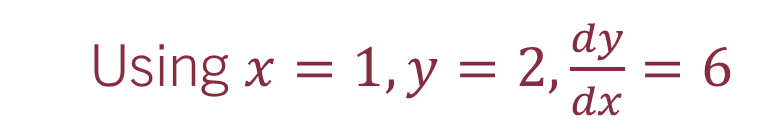 Using x = 1, y = 2, dy/dx = 6